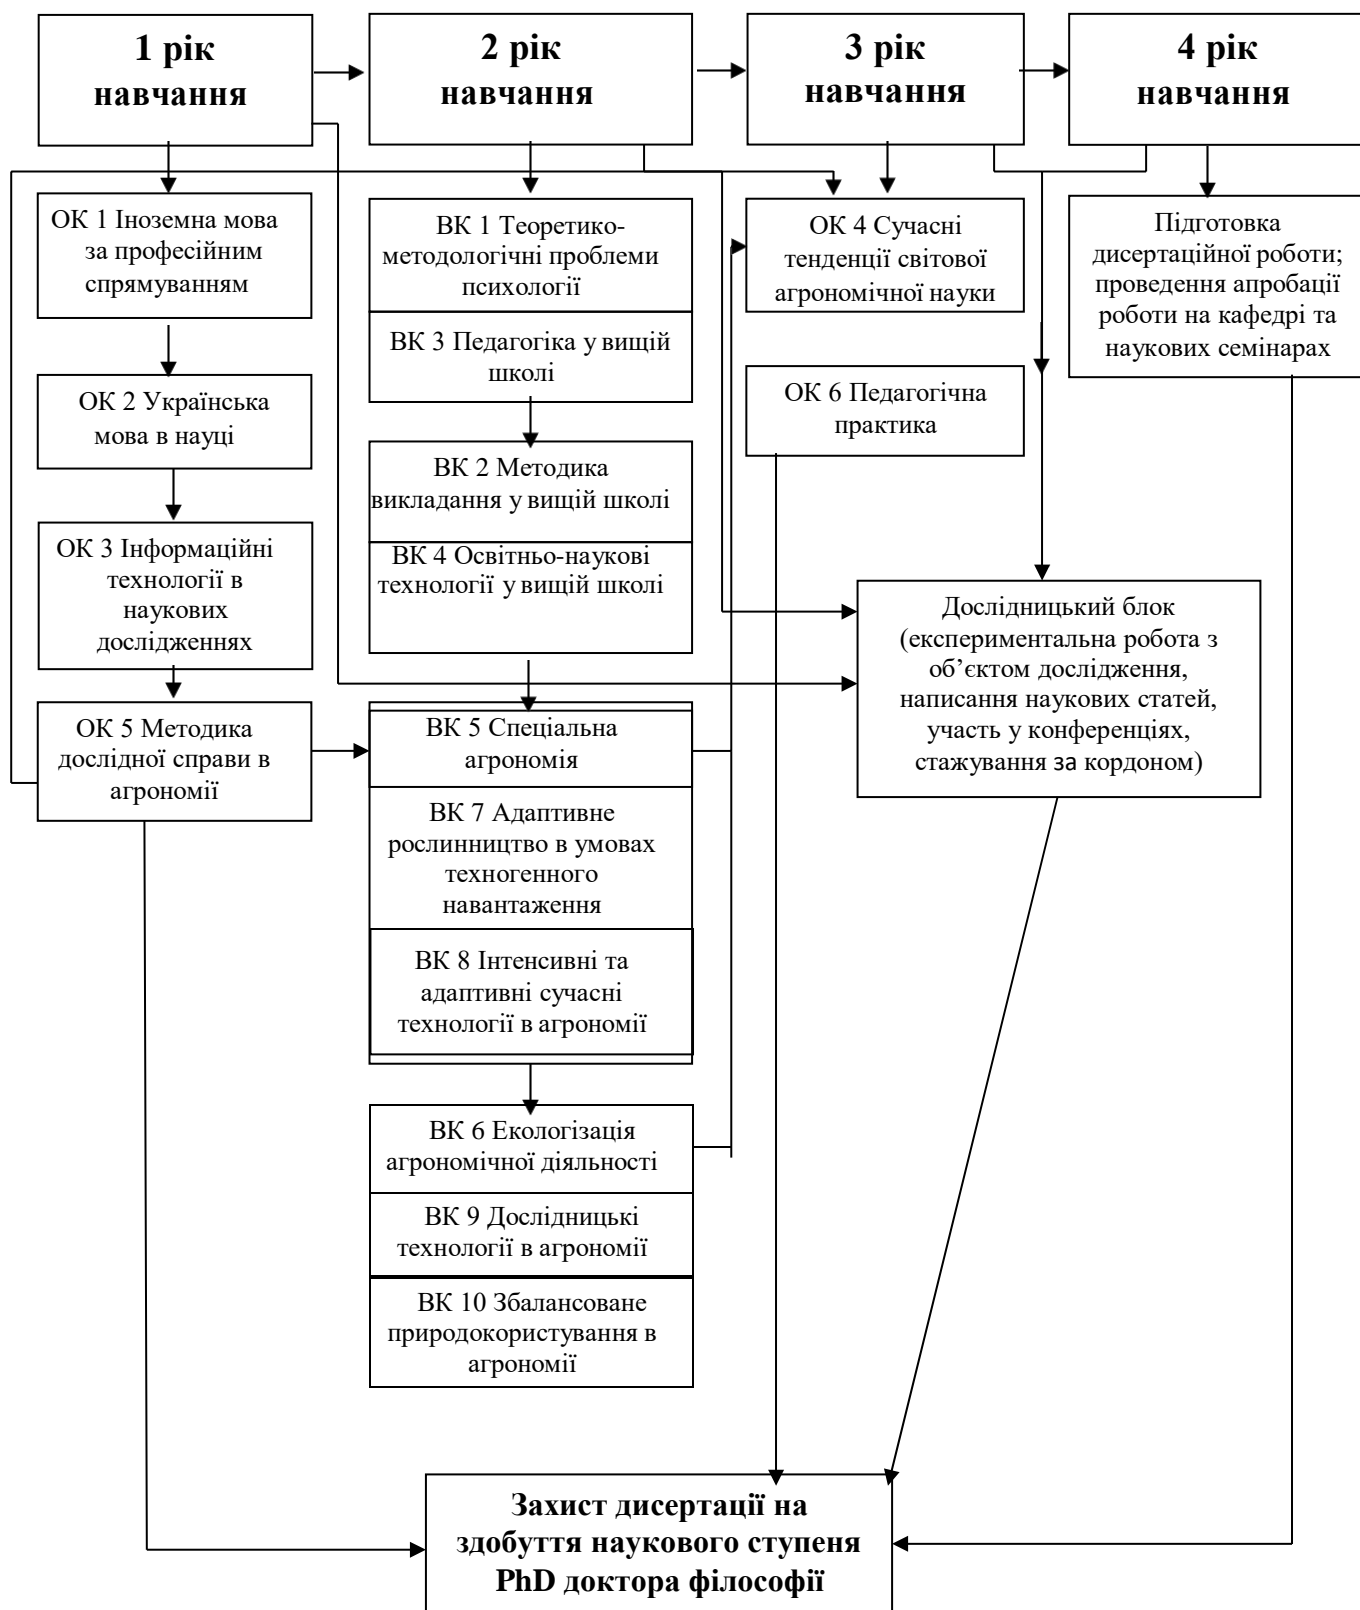 1 рік
навчання
2 рік
навчання
3 рік
навчання
4 рік
навчання
ОК 1 Іноземна мова
за професійним
спрямуванням
ОК 2 Українська
мова в науці
ОК 3 Інформаційні
технології в
наукових
дослідженнях
ОК 5 Методика
дослідної справи в
агрономії
ВК 1 Теоретико-
методологічні проблеми
психології
ВК 3 Педагогіка у вищій
школі
ВК 2 Методика
викладання у вищій школі
ВК 4 Освітньо-наукові
технології у вищій школі
ВК 5 Спеціальна
агрономія
ВК 7 Адаптивне
рослинництво в умовах
техногенного
навантаження
ВК 8 Інтенсивні та
адаптивні сучасні
технології в агрономії
ВК 6 Екологізація
агрономічної діяльності
ВК 9 Дослідницькі
технології в агрономії
ВК 10 Збалансоване
природокористування в
агрономії
ОК 4 Сучасні
тенденції світової
агрономічної науки
ОК 6 Педагогічна
практика
Підготовка
дисертаційної роботи;
проведення апробації
роботи на кафедрі та
наукових семінарах
Дослідницький блок
(експериментальна робота з
об’єктом дослідження,
написання наукових статей,
участь у конференціях,
стажування за кордоном)
Захист дисертації на
здобуття наукового ступеня
PhD доктора філософії